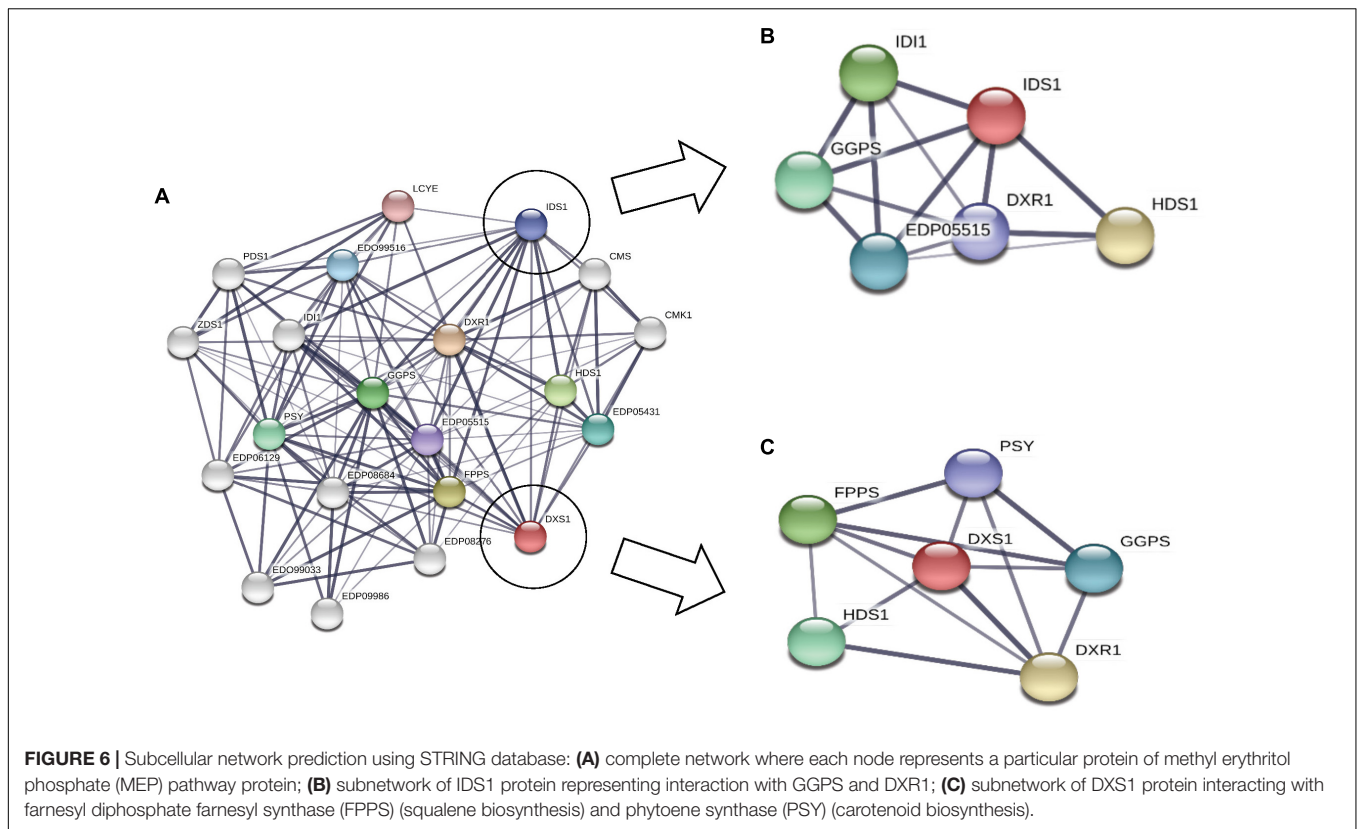 A
LCYE
IDS1
EDO99516
PDS1
CMS
ZDS1
IDI1
DXR1
CMK1
GGPS
HDS1
PSY
EDP05515
EDP05431
EDP06129
EDP08684
FPPS
DXS1
EDP08276
EDO99033
EDP09986
B
IDI1
IDS1
GGPS
DXR1
HDS1
EDP05515
C
PSY
FPPS
DXS1
GGPS
HDS1
DXR1
FIGURE 6 | Subcellular network prediction using STRING database: (A) complete network where each node represents a particular protein of methyl erythritol
phosphate (MEP) pathway protein; (B) subnetwork of IDS1 protein representing interaction with GGPS and DXR1; (C) subnetwork of DXS1 protein interacting with
farnesyl diphosphate farnesyl synthase (FPPS) (squalene biosynthesis) and phytoene synthase (PSY) (carotenoid biosynthesis).